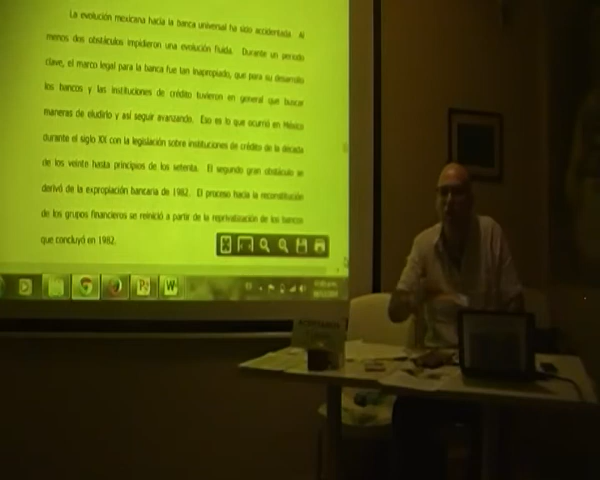 La evolución mexicana hacia la banca universal ha sido accidentada. Al
menos dos obstáculos impidieron una evolución fluida. Durante un periodo
clave, el marco legal para la banca fue tan inapropiado, que para su desarrollo
los bancos y las instituciones de crédito tuvieron en general que buscar
maneras de eludirlo y así seguir avanzando. Eso es lo que ocurrió en México
durante el siglo XX con la legislación sobre instituciones de crédito de la década
de los veinte hasta principios de los setenta. El segundo gran obstáculo se
derivó de la expropiación bancaria de 1982. El proceso hacia la reconstitución
de los grupos financieros se reinició a partir de la reprivatización de los bancos
que concluyó en 1982.